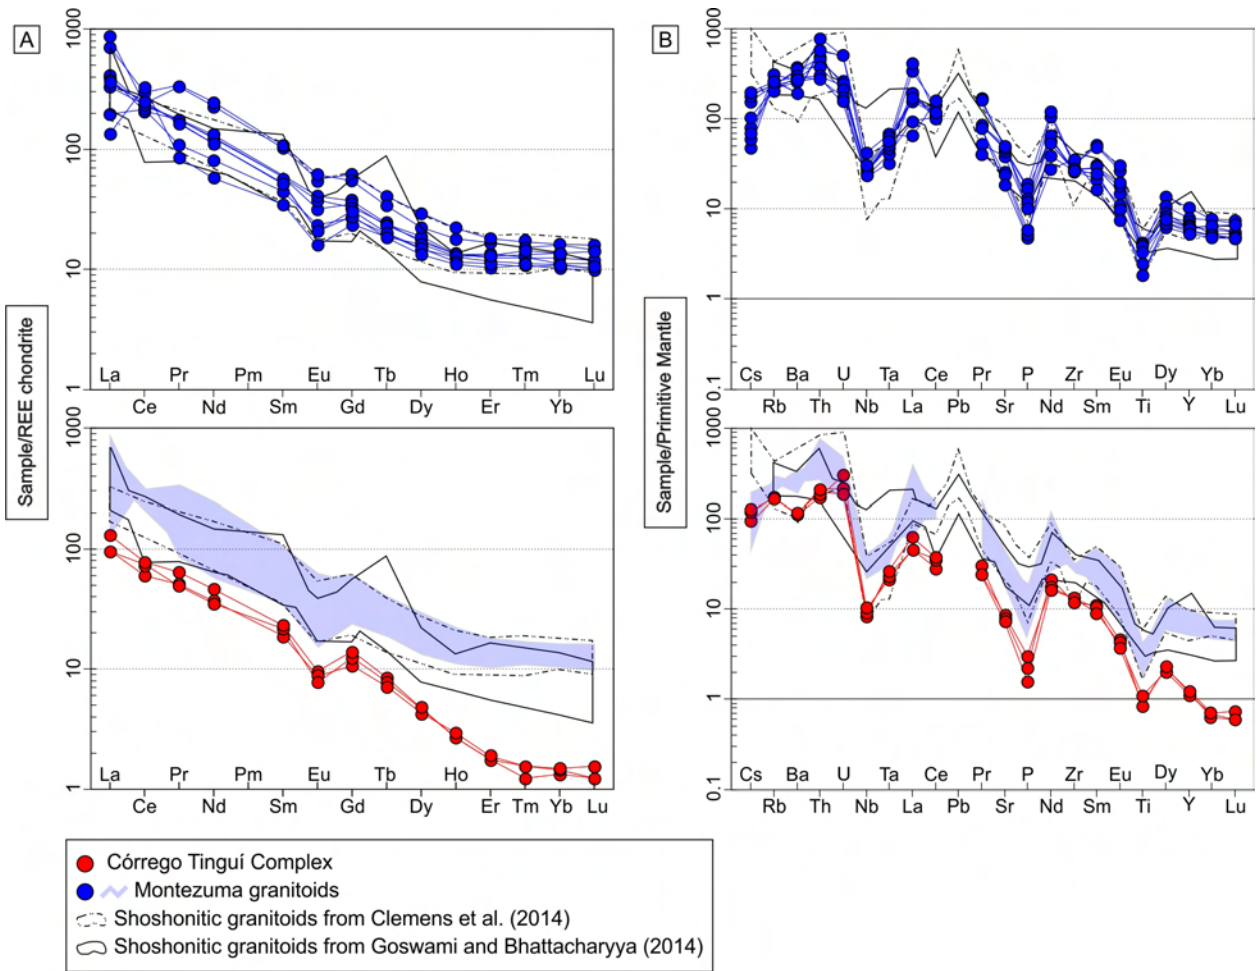 A
B
Sample/REE chondrite
Sample/Primitive Mantle
1000
100
10
1
La Pr Pm Eu Tb Ho Tm Lu
Ce Nd Sm Gd Dy Er Yb
1000
100
10
1
0.1
Cs Ba Th Nb La Pb Sr Nd Sm Ti Y Lu
Rb U Ta Ce Pr P Zr Eu Dy Yb
1000
100
10
1
La Pr Pm Eu Tb Ho Yb
Ce Nd Sm Gd Dy Er Tm Lu
1000
100
10
1
0.1
Cs Ba Th U Nb Ta La Ce Pb Pr P Zr Eu Dy Yb
Rb Sr Nd Sm Ti Y Lu
Córrego Tinguí Complex
Montezuma granitoids
Shoshonitic granitoids from Clemens et al. (2014)
Shoshonitic granitoids from Goswami and Bhattacharyya (2014)